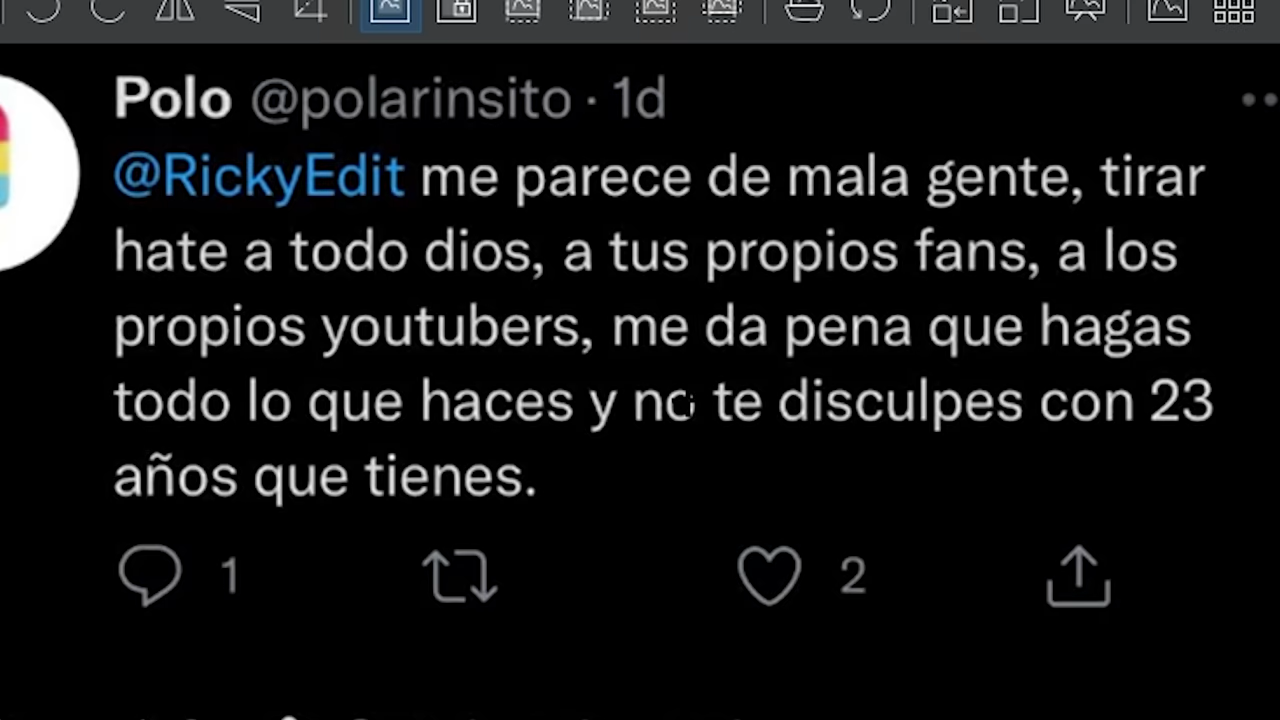 Polo @polarinsito · 1d
@RickyEdit me parece de mala gente, tirar
hate a todo dios, a tus propios fans, a los
propios youtubers, me da pena que hagas
todo lo que haces y no te disculpes con 23
años que tienes.
1 2